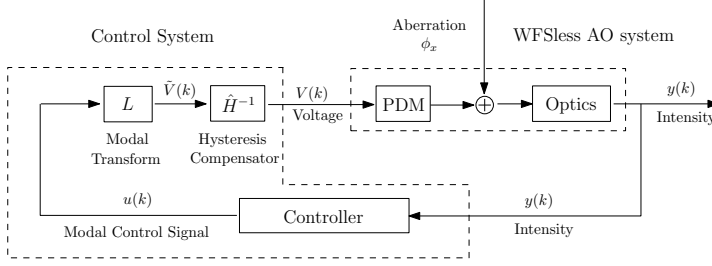 Control System
Aberration
ϕₓ
WFSless AO system
L
Ṽ(k)
Ĥ⁻¹
V(k)
Voltage
PDM
Optics
y(k)
Intensity
Modal
Transform
Hysteresis
Compensator
u(k)
Modal Control Signal
Controller
y(k)
Intensity